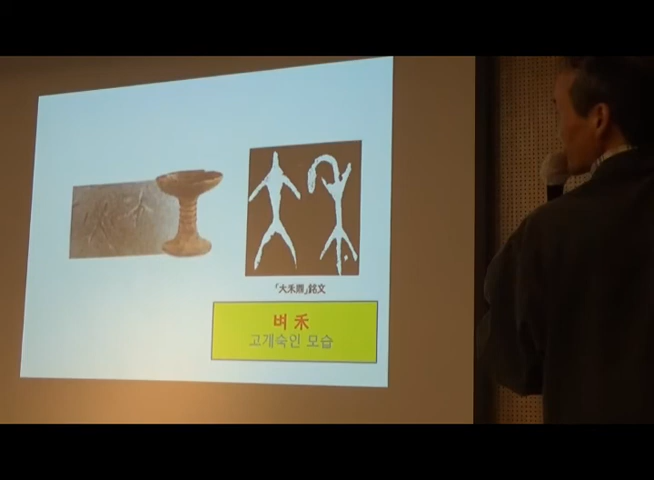 「大禾鼎」銘文
벼 禾
고개숙인 모습